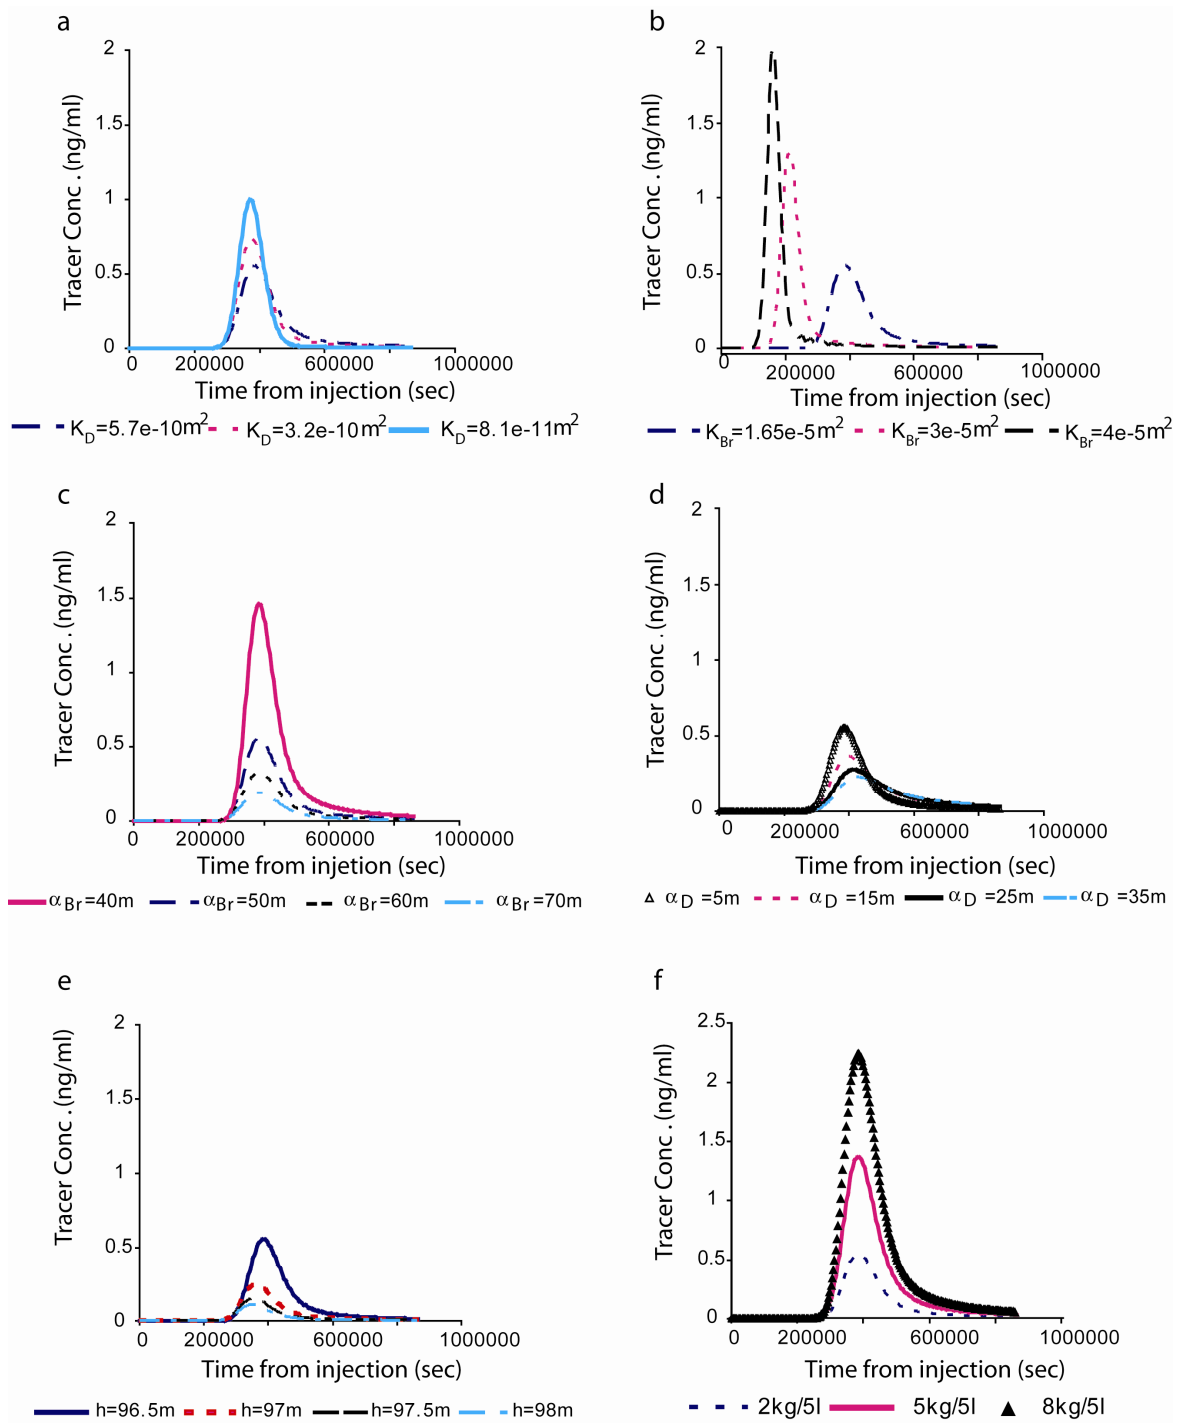 a
2
1.5
1
0.5
0
Tracer Conc .(ng/ml)
200000 600000 1000000
0
Time from injection (sec)
K_D=5.7e-10m² K_D=3.2e-10m² K_D=8.1e-11m²
b
2
1.5
1
0.5
0
Tracer Conc .(ng/ml)
0 200000 600000 1000000
Time from injection (sec)
K_Br=1.65e-5m² K_Br=3e-5m² K_Br=4e-5m²
c
2
1.5
1
0.5
0
Tracer Conc .(ng/ml)
0 200000 600000 1000000
Time from injetion (sec)
α_Br=40m α_Br=50m α_Br=60m α_Br=70m
d
2
1.5
1
0.5
0
Tracer Conc .(ng/ml)
0 200000 600000 1000000
Time from injection (sec)
α_D =5m α_D =15m α_D =25m α_D =35m
e
2
1.5
1
0.5
0
Tracer Conc .(ng/ml)
0 200000 600000 1000000
Time from injection (sec)
h=96.5m h=97m h=97.5m h=98m
f
2.5
2
1.5
1
0.5
0
Tracer Conc .(ng/ml)
0 200000 600000 1000000
Time from injection (sec)
2kg/5l 5kg/5l 8kg/5l